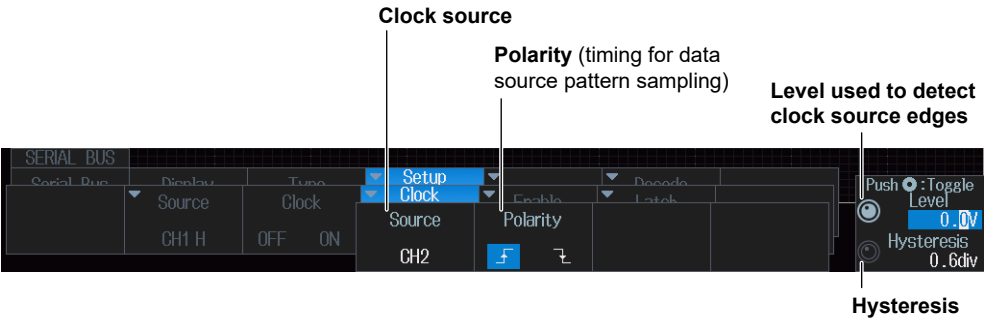 Clock source
Polarity (timing for data
source pattern sampling)
Level used to detect
clock source edges
SERIAL BUS
Serial Bus Display Type Setup Decode
Source Clock Clock Enable Latch
CH1 H OFF ON
Source Polarity
CH2
Push :Toggle
Level
0.0V
Hysteresis
0.6div
Hysteresis